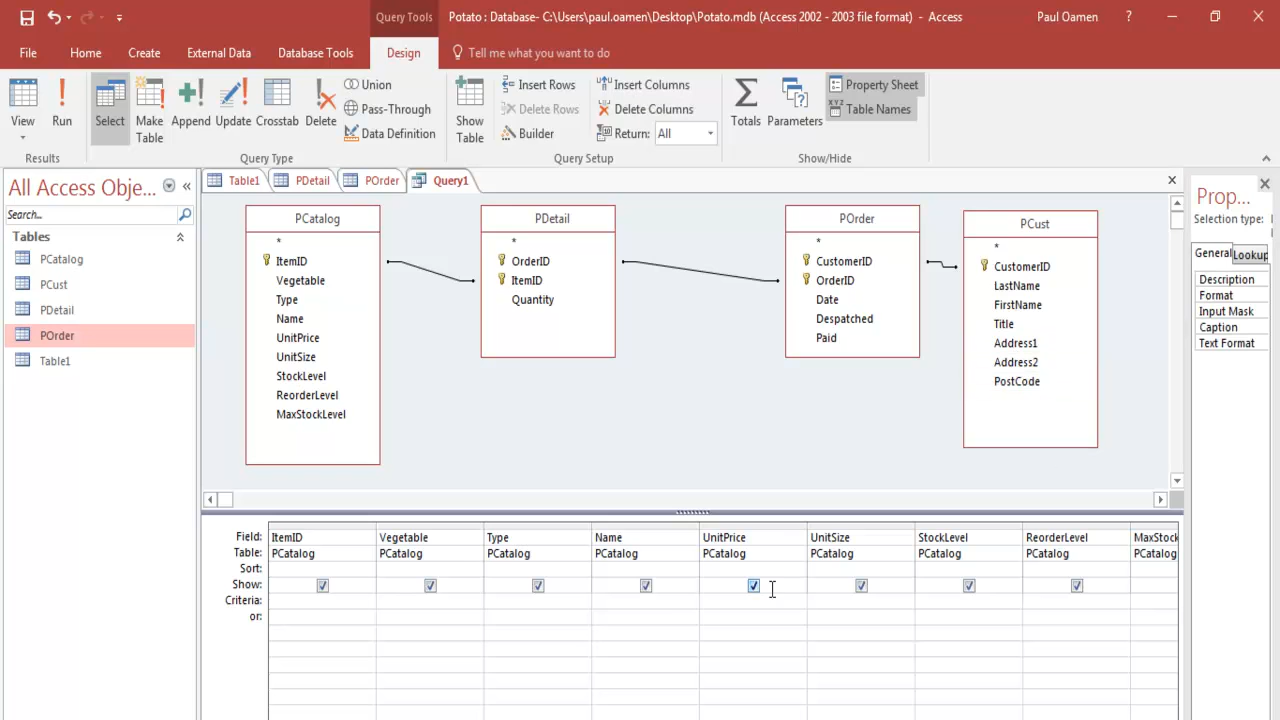 Query Tools
Potato : Database- C:\Users\paul.oamen\Desktop\Potato.mdb (Access 2002 - 2003 file format) - Access
Paul Oamen
?
File Home Create External Data Database Tools Design Tell me what you want to do
View
Run
Results
Select
Make Table
Append
Update
Crosstab
Delete
Union
Pass-Through
Data Definition
Query Type
Show Table
Insert Rows
Delete Rows
Builder
Insert Columns
Delete Columns
Return: All
Query Setup
Totals
Parameters
Property Sheet
Table Names
Show/Hide
All Access Obje...
Search...
Tables
PCatalog
PCust
PDetail
POrder
Table1
Table1 PDetail POrder Query1
PCatalog
*
ItemID
Vegetable
Type
Name
UnitPrice
UnitSize
StockLevel
ReorderLevel
MaxStockLevel
PDetail
*
OrderID
ItemID
Quantity
POrder
*
CustomerID
OrderID
Date
Despatched
Paid
PCust
*
CustomerID
LastName
FirstName
Title
Address1
Address2
PostCode
Field: ItemID Vegetable Type Name UnitPrice UnitSize StockLevel ReorderLevel MaxStock
Table: PCatalog PCatalog PCatalog PCatalog PCatalog PCatalog PCatalog PCatalog PCatalog
Sort:
Show:
Criteria:
or:
Prop...
Selection type:
General Lookup
Description
Format
Input Mask
Caption
Text Format